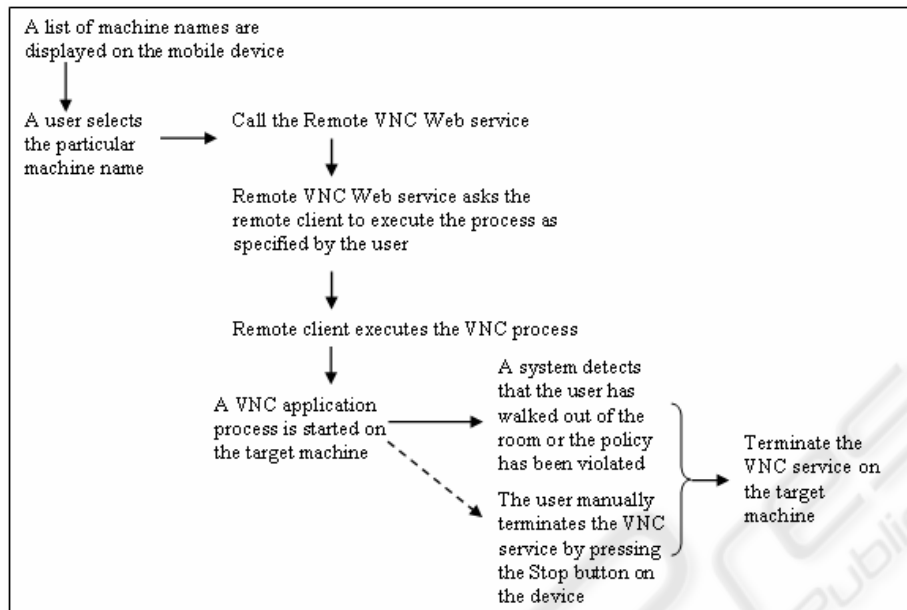 A list of machine names are
displayed on the mobile device
A user selects
the particular
machine name
Call the Remote VNC Web service
Remote VNC Web service asks the
remote client to execute the process as
specified by the user
Remote client executes the VNC process
A VNC application
process is started on
the target machine
A system detects
that the user has
walked out of the
room or the policy
has been violated
The user manually
terminates the VNC
service by pressing
the Stop button on
the device
Terminate the
VNC service on
the target
machine